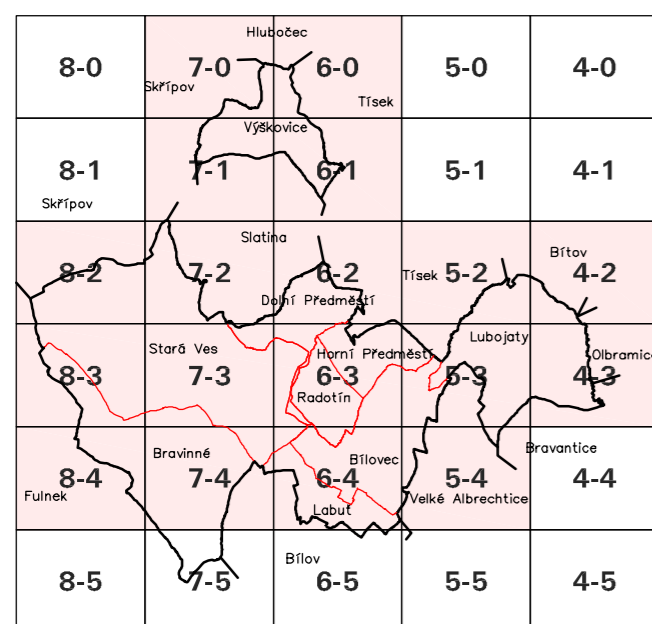 Hlubočec
8-0 7-0 6-0 5-0 4-0
Skřípov
Tísek
Výškovice
8-1 7-1 6-1 5-1 4-1
Skřípov
Slatina
Bítov
8-2 7-2 6-2 Tísek 5-2 4-2
Dolní Předměstí
Lubojaty
Stará Ves
Horní Předměstí
Olbramice
8-3 7-3 6-3 5-3 4-3
Radotín
Bravantice
Bravinné
Bílovec
8-4 7-4 6-4 5-4 4-4
Fulnek
Velké Albrechtice
Labuť
Bílov
8-5 7-5 6-5 5-5 4-5